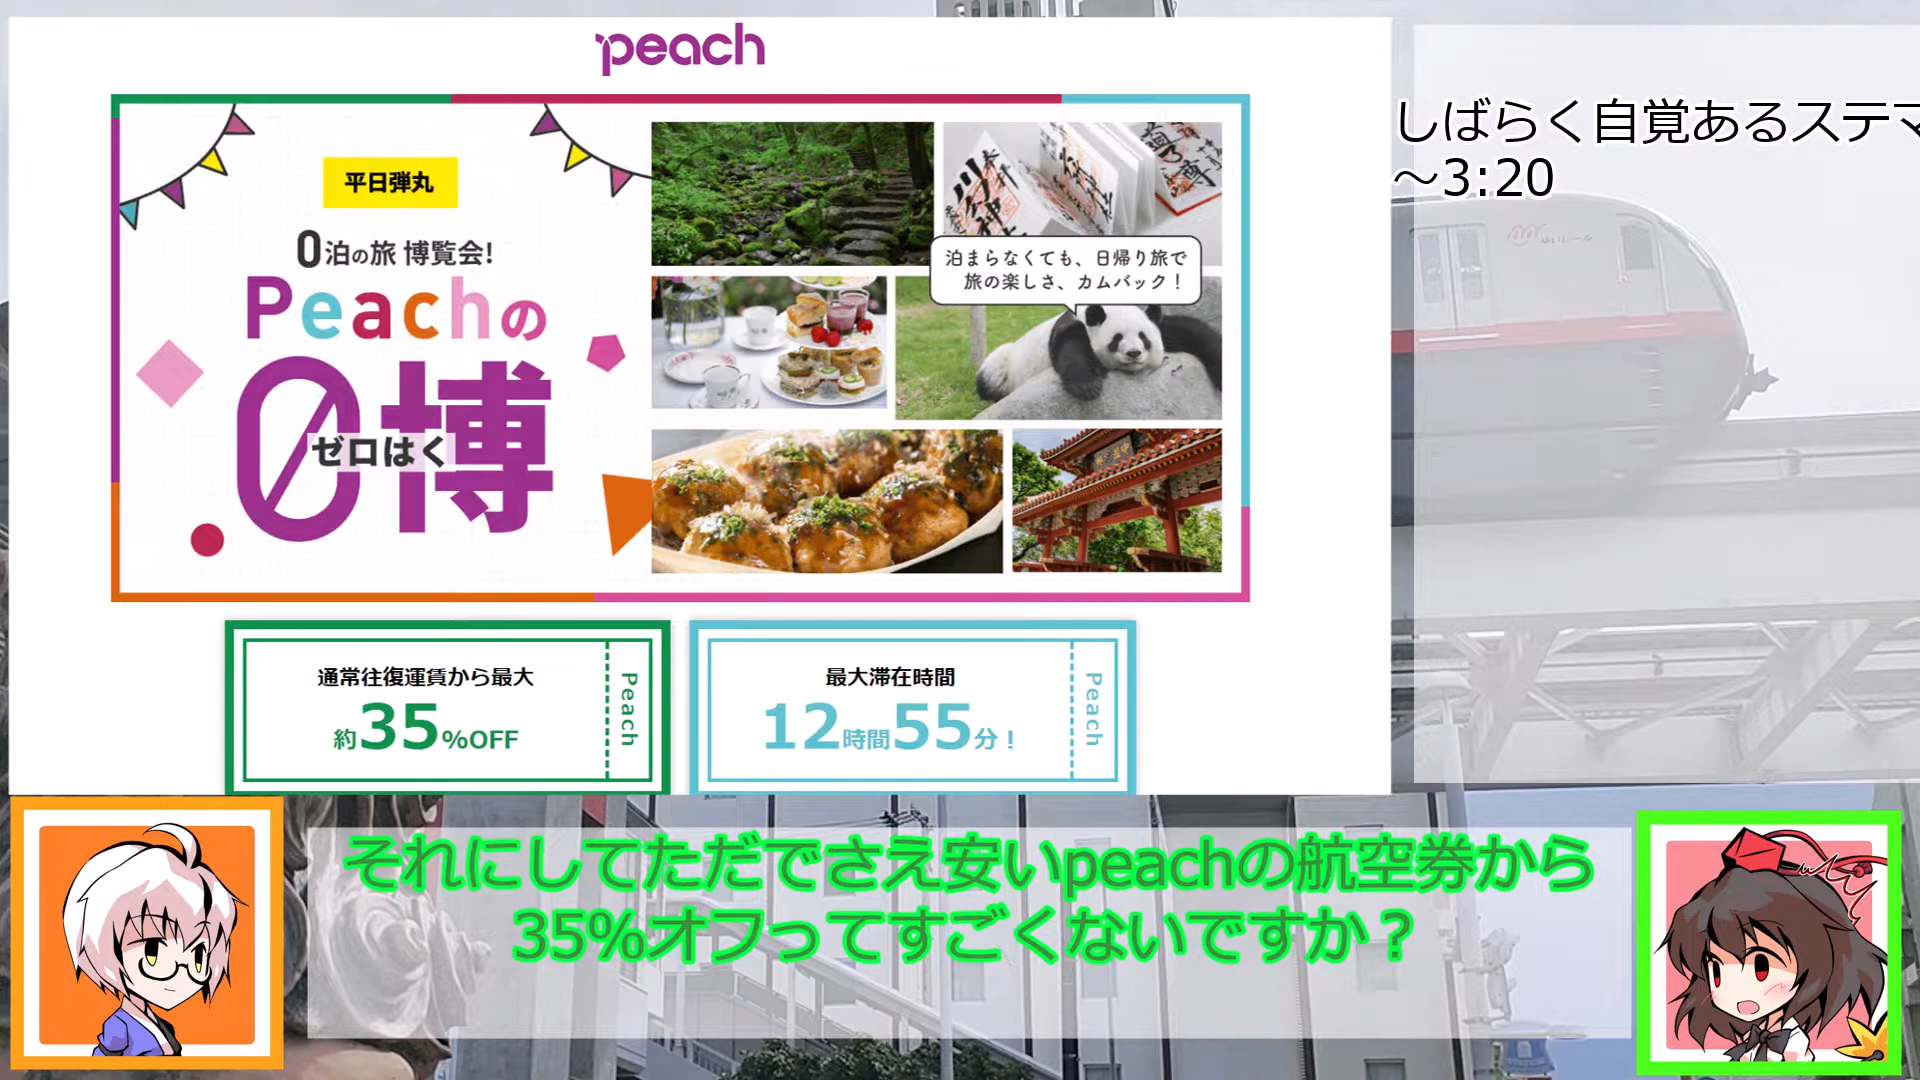 peach
しばらく自覚あるステマ
～3:20
平日弾丸
0泊の旅 博覧会!
Peachの
0博
ゼロはく
泊まらなくても、日帰り旅で
旅の楽しさ、カムバック！
通常往復運賃から最大
約35%OFF
Peach
最大滞在時間
12時間55分！
Peach
それにしてただでさえ安いpeachの航空券から
35%オフってすごくないですか？